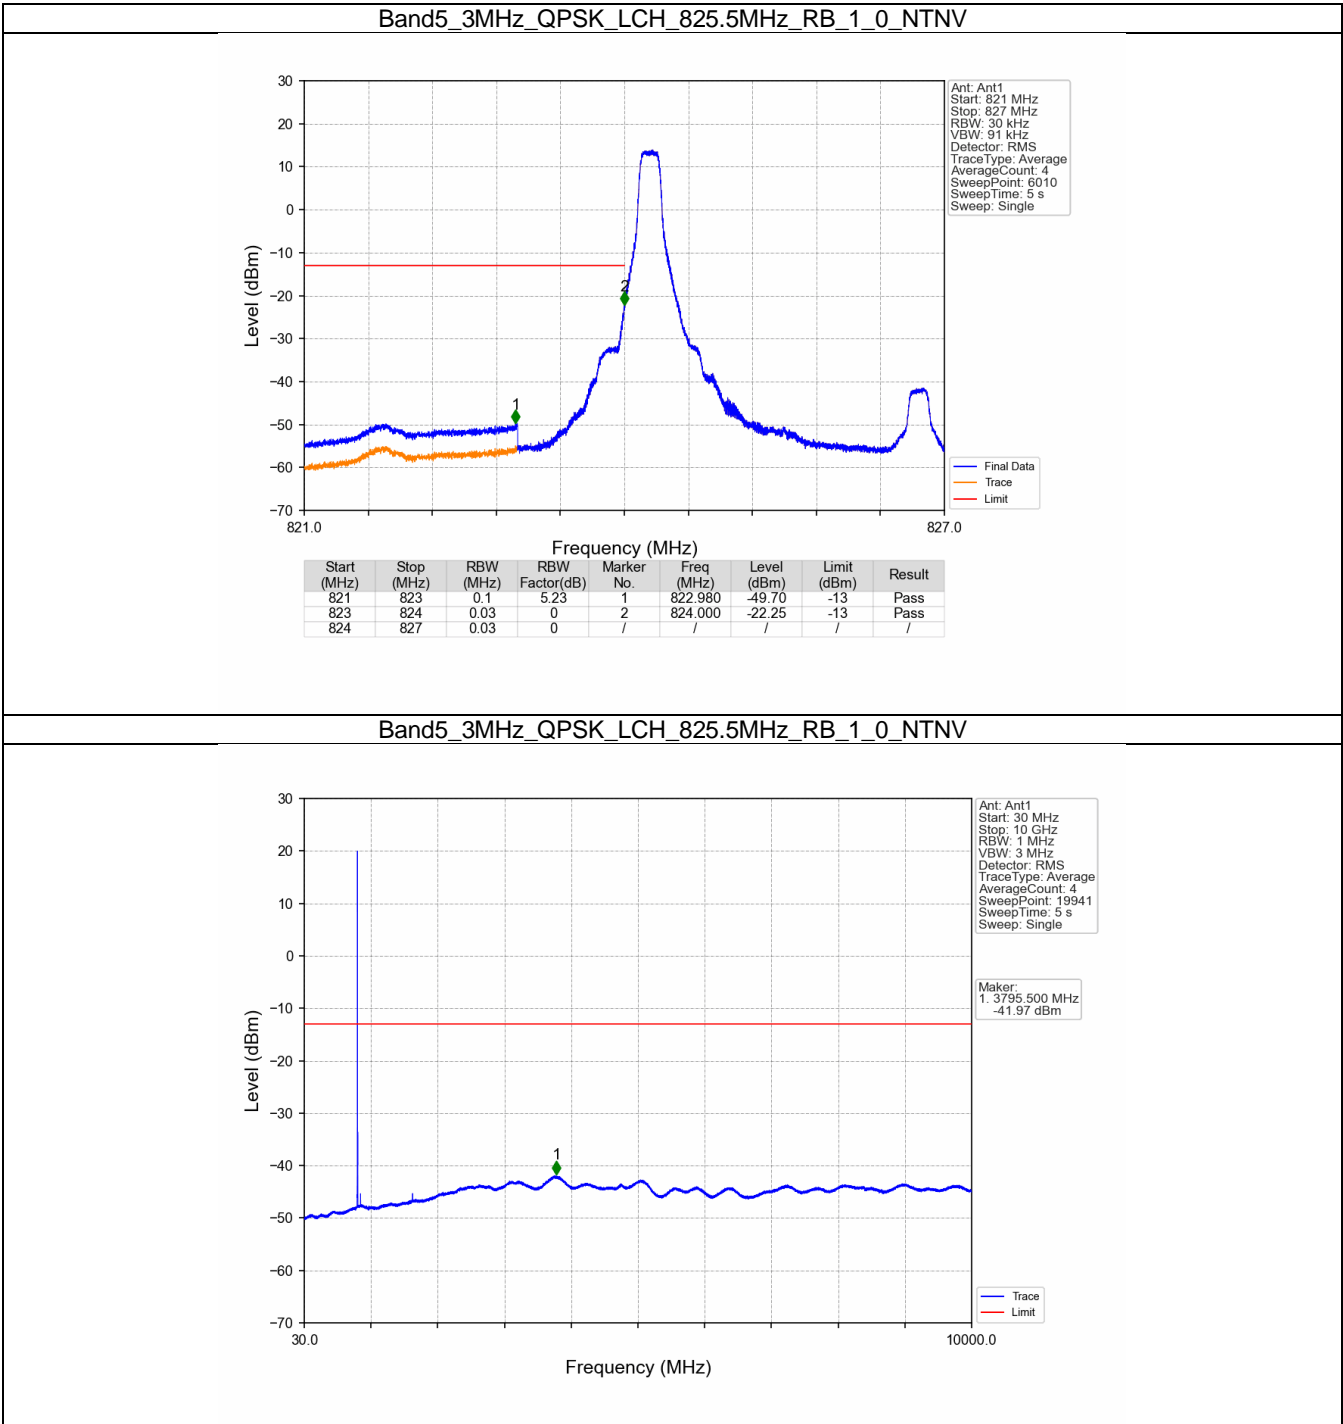 Band5_3MHz_QPSK_LCH_825.5MHz_RB_1_0_NTNV
30
20
10
0
−10
−20
−30
−40
−50
−60
−70
Level (dBm)
1
2
821.0
827.0
Frequency (MHz)
Ant: Ant1
Start: 821 MHz
Stop: 827 MHz
RBW: 30 kHz
VBW: 91 kHz
Detector: RMS
TraceType: Average
AverageCount: 4
SweepPoint: 6010
SweepTime: 5 s
Sweep: Single
Final Data
Trace
Limit
Start (MHz) Stop (MHz) RBW (MHz) RBW Factor(dB) Marker No. Freq (MHz) Level (dBm) Limit (dBm) Result
821 823 0.1 5.23 1 822.980 -49.70 -13 Pass
823 824 0.03 0 2 824.000 -22.25 -13 Pass
824 827 0.03 0 / / / / /
Band5_3MHz_QPSK_LCH_825.5MHz_RB_1_0_NTNV
30
20
10
0
−10
−20
−30
−40
−50
−60
−70
Level (dBm)
1
30.0
10000.0
Frequency (MHz)
Ant: Ant1
Start: 30 MHz
Stop: 10 GHz
RBW: 1 MHz
VBW: 3 MHz
Detector: RMS
TraceType: Average
AverageCount: 4
SweepPoint: 19941
SweepTime: 5 s
Sweep: Single
Maker:
1. 3795.500 MHz
-41.97 dBm
Trace
Limit